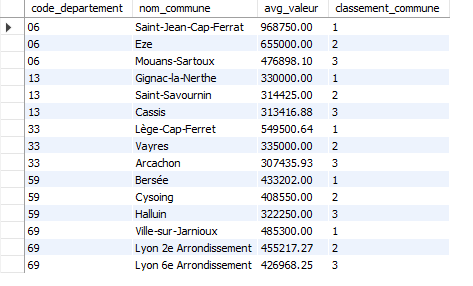 code_departement nom_commune avg_valeur classement_commune
06 Saint-Jean-Cap-Ferrat 968750.00 1
06 Eze 655000.00 2
06 Mouans-Sartoux 476898.10 3
13 Gignac-la-Nerthe 330000.00 1
13 Saint-Savournin 314425.00 2
13 Cassis 313416.88 3
33 Lège-Cap-Ferret 549500.64 1
33 Vayres 335000.00 2
33 Arcachon 307435.93 3
59 Bersée 433202.00 1
59 Cysoing 408550.00 2
59 Halluin 322250.00 3
69 Ville-sur-Jarnioux 485300.00 1
69 Lyon 2e Arrondissement 455217.27 2
69 Lyon 6e Arrondissement 426968.25 3